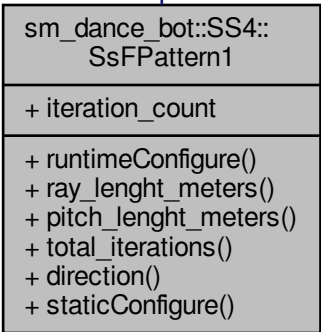 sm_dance_bot::SS4::
SsFPattern1
+ iteration_count
+ runtimeConfigure()
+ ray_lenght_meters()
+ pitch_lenght_meters()
+ total_iterations()
+ direction()
+ staticConfigure()